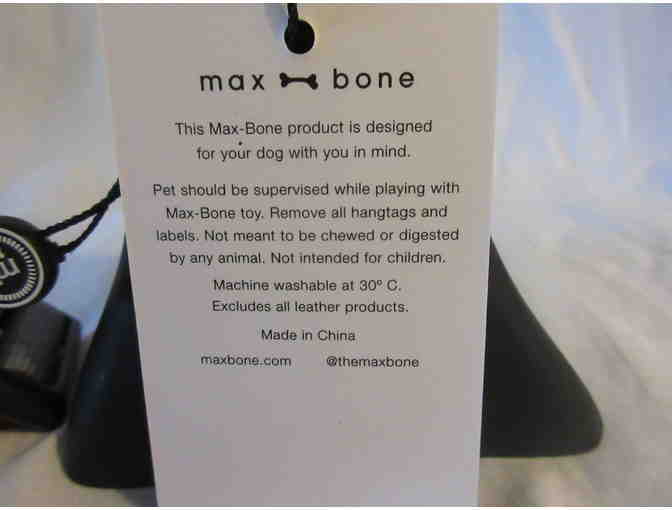 max bone
This Max-Bone product is designed
for your dog with you in mind.
Pet should be supervised while playing with
Max-Bone toy. Remove all hangtags and
labels. Not meant to be chewed or digested
by any animal. Not intended for children.
Machine washable at 30º C.
Excludes all leather products.
Made in China
maxbone.com @themaxbone